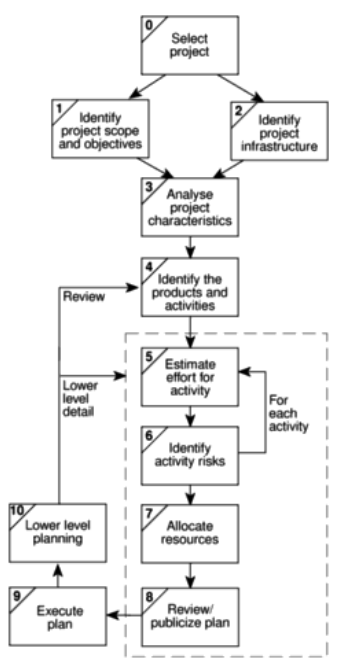 0
Select
project
1
Identify
project scope
and objectives
2
Identify
project
infrastructure
3
Analyse
project
characteristics
4
Identify the
products and
activities
Review
5
Estimate
effort for
activity
Lower
level
detail
For
each
activity
6
Identify
activity risks
7
Allocate
resources
10
Lower level
planning
9
Execute
plan
8
Review/
publicize plan